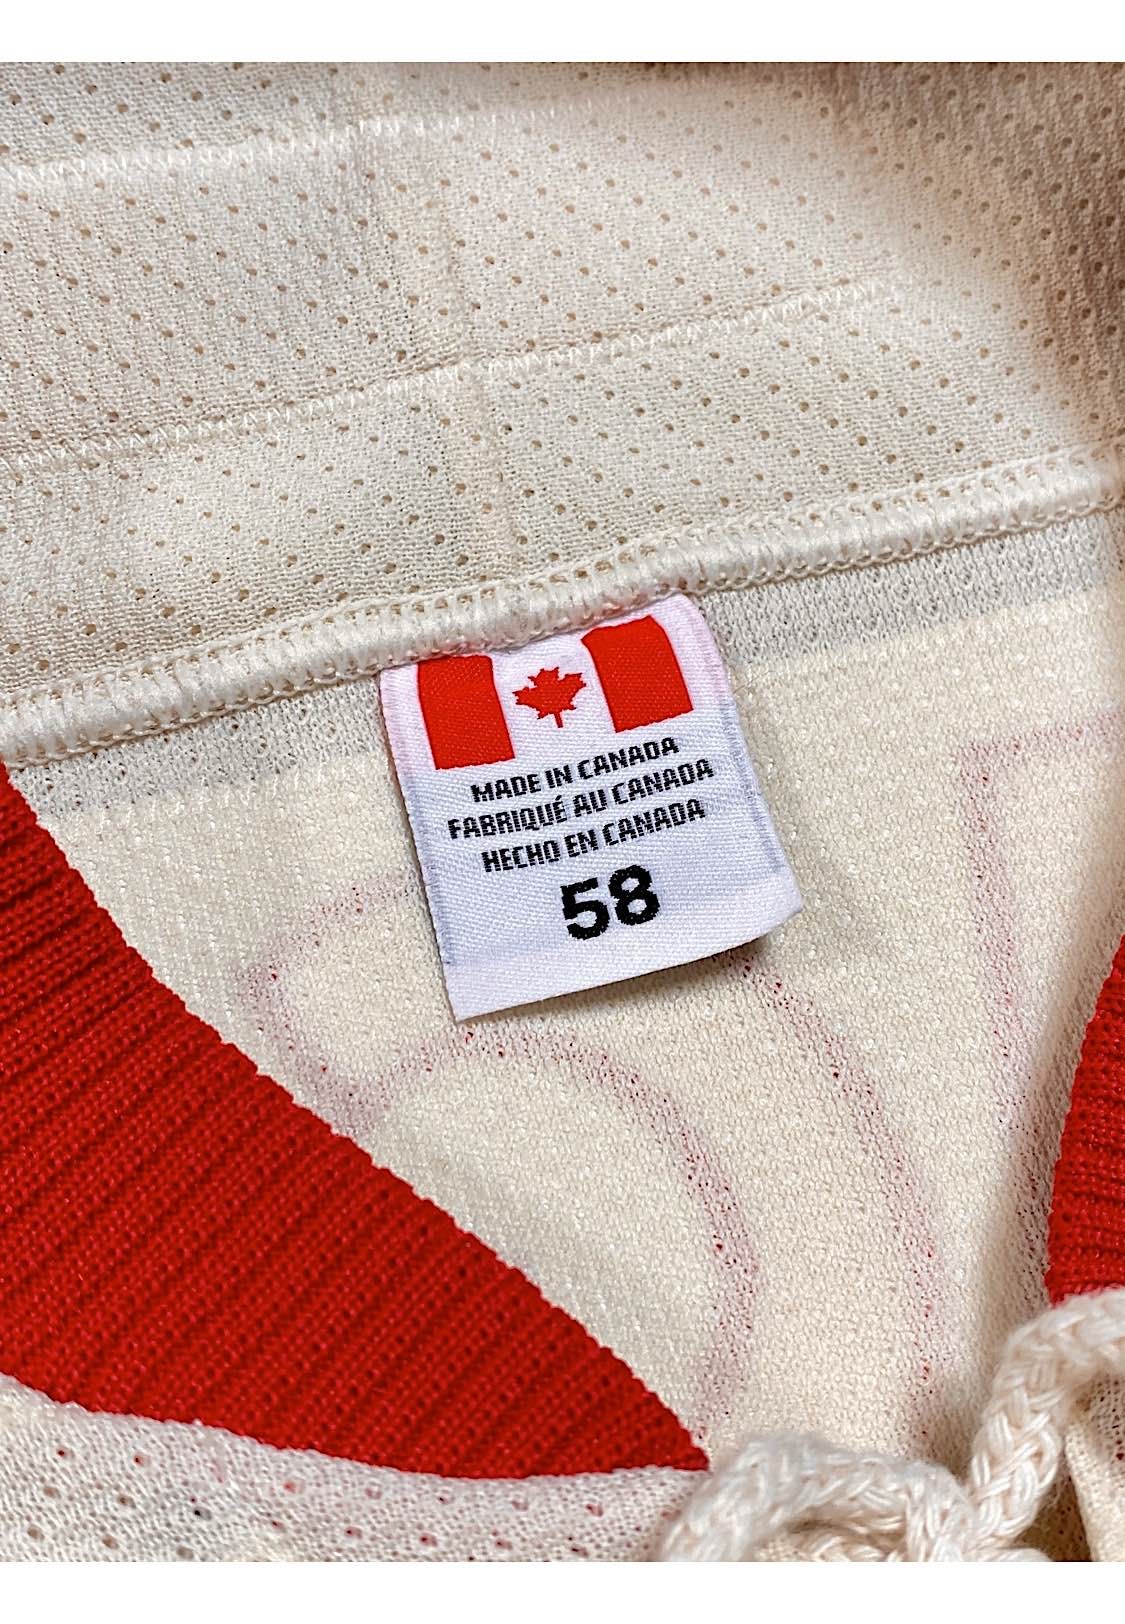 MADE IN CANADA
FABRIQUÉ AU CANADA
HECHO EN CANADA
58